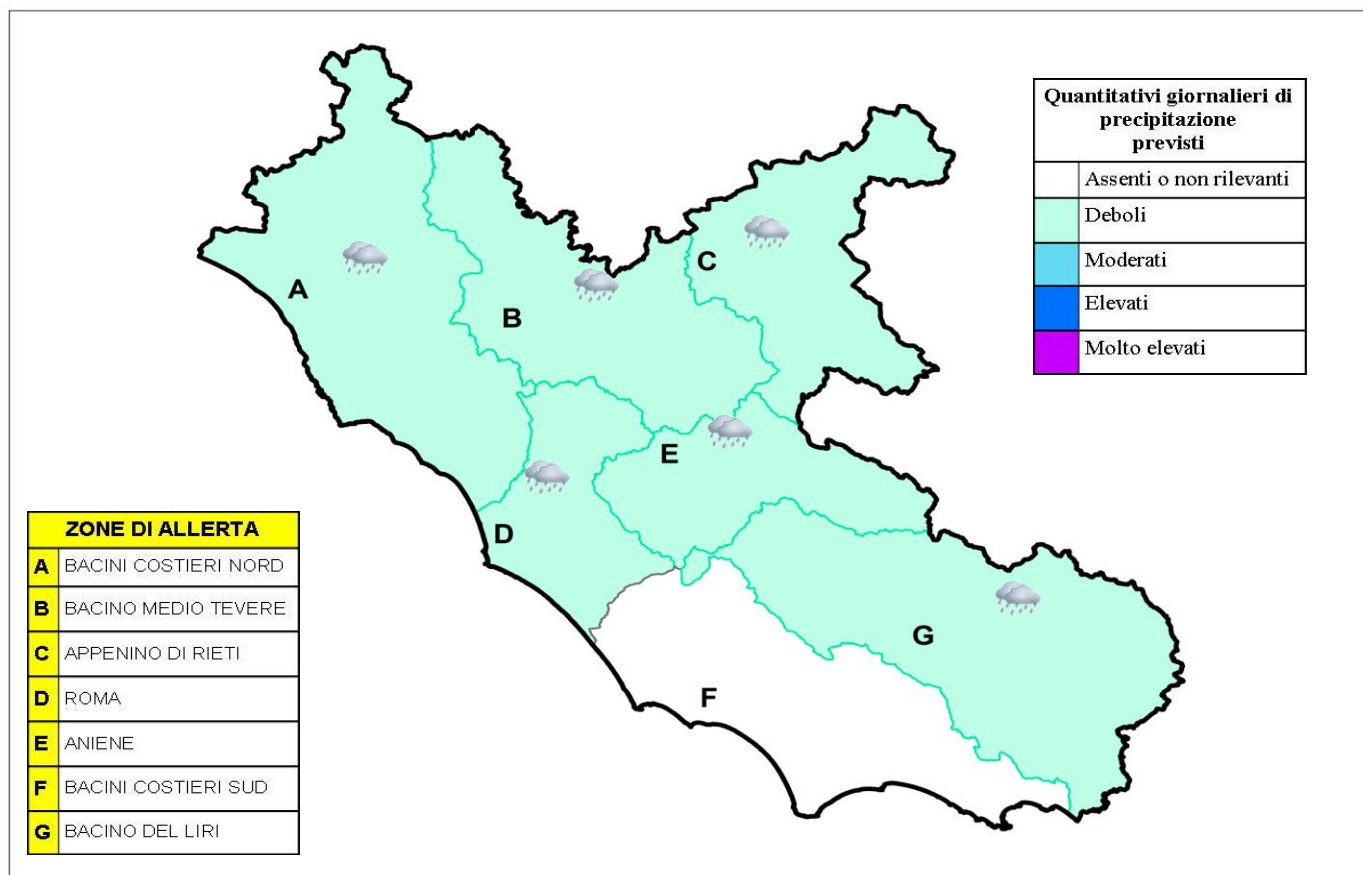 Quantitativi giornalieri di
precipitazione
previsti
Assenti o non rilevanti
Deboli
Moderati
Elevati
Molto elevati
A
B
C
D
E
F
G
ZONE DI ALLERTA
A BACINI COSTIERI NORD
B BACINO MEDIO TEVERE
C APPENINO DI RIETI
D ROMA
E ANIENE
F BACINI COSTIERI SUD
G BACINO DEL LIRI